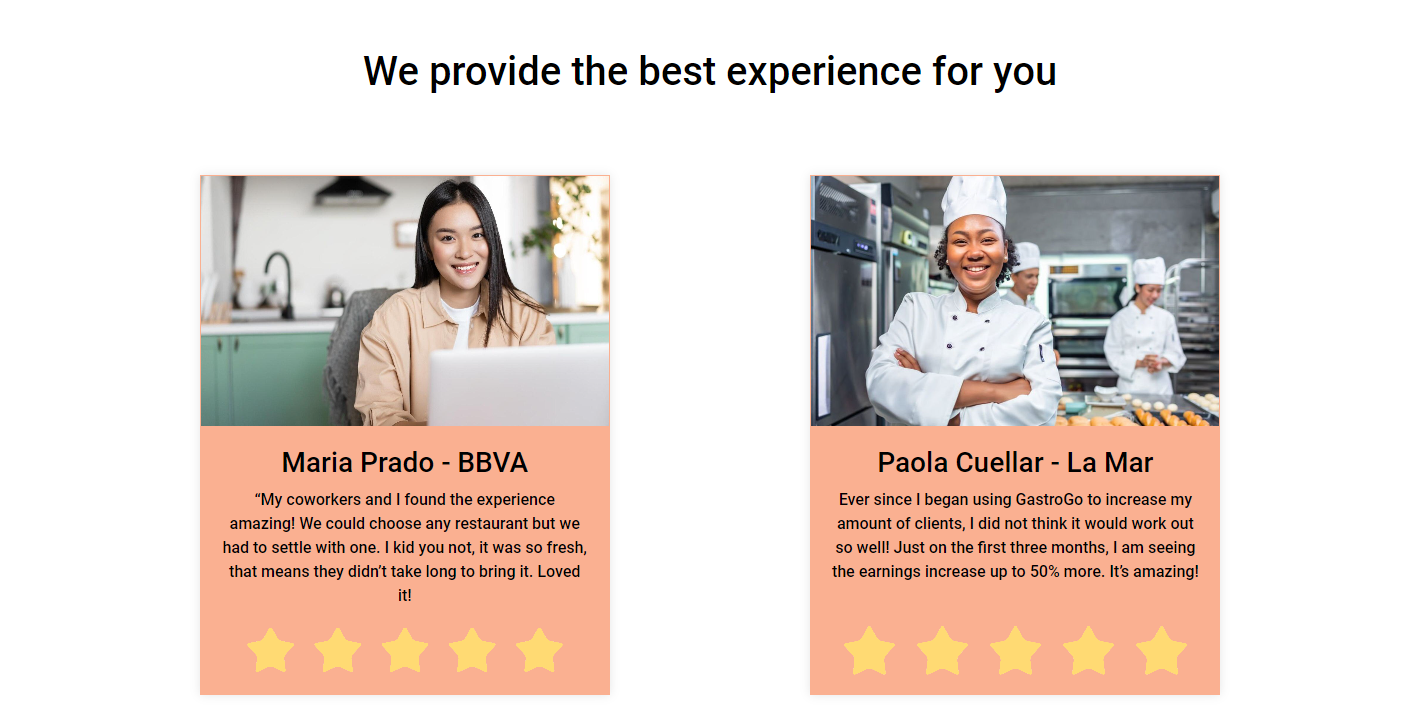 We provide the best experience for you
Maria Prado - BBVA
“My coworkers and I found the experience
amazing! We could choose any restaurant but we
had to settle with one. I kid you not, it was so fresh,
that means they didn’t take long to bring it. Loved
it!
Paola Cuellar - La Mar
Ever since I began using GastroGo to increase my
amount of clients, I did not think it would work out
so well! Just on the first three months, I am seeing
the earnings increase up to 50% more. It’s amazing!